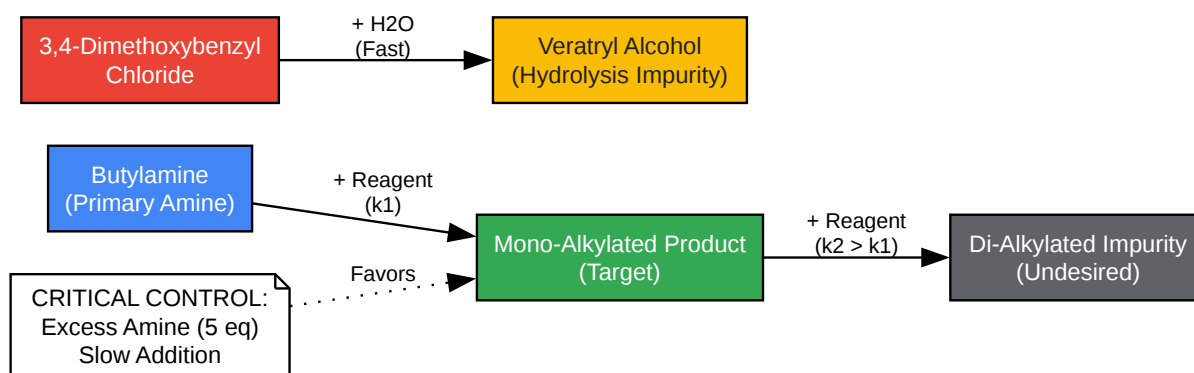 3,4-Dimethoxybenzyl
Chloride
+ H2O
(Fast)
Veratryl Alcohol
(Hydrolysis Impurity)
Butylamine
(Primary Amine)
+ Reagent
(k1)
Mono-Alkylated Product
(Target)
+ Reagent
(k2 > k1)
Di-Alkylated Impurity
(Undesired)
CRITICAL CONTROL:
Excess Amine (5 eq)
Slow Addition
Favors